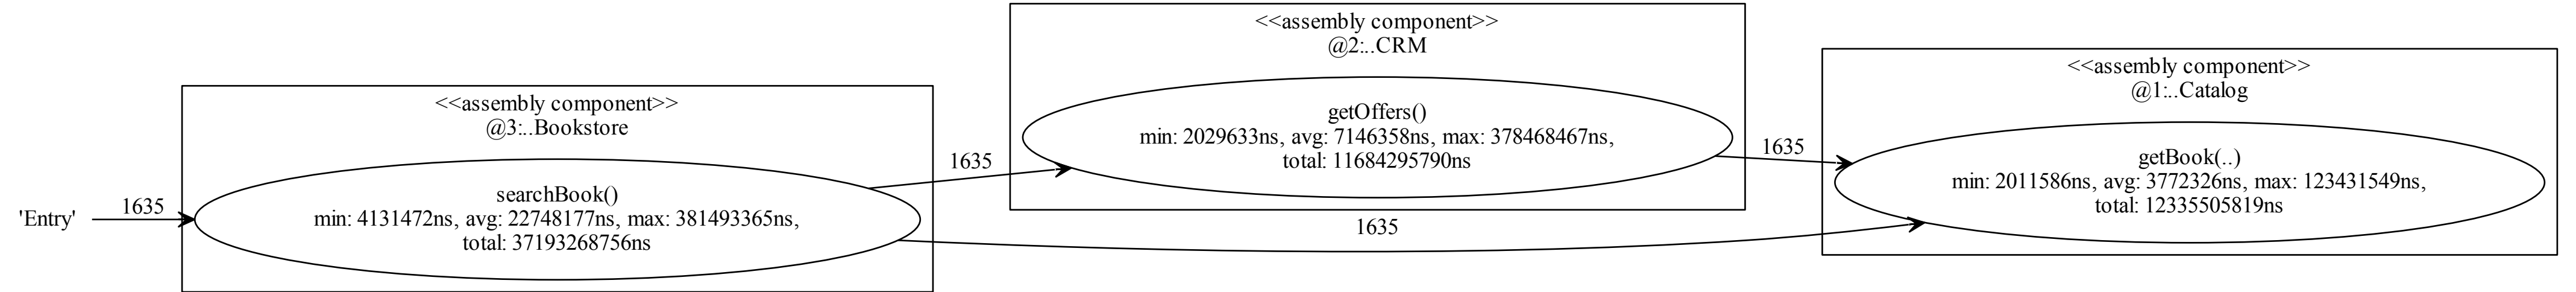 'Entry'
1635
<<assembly component>>
@3:..Bookstore
searchBook()
min: 4131472ns, avg: 22748177ns, max: 381493365ns,
total: 37193268756ns
1635
<<assembly component>>
@2:..CRM
getOffers()
min: 2029633ns, avg: 7146358ns, max: 378468467ns,
total: 11684295790ns
1635
1635
<<assembly component>>
@1:..Catalog
getBook(..)
min: 2011586ns, avg: 3772326ns, max: 123431549ns,
total: 12335505819ns